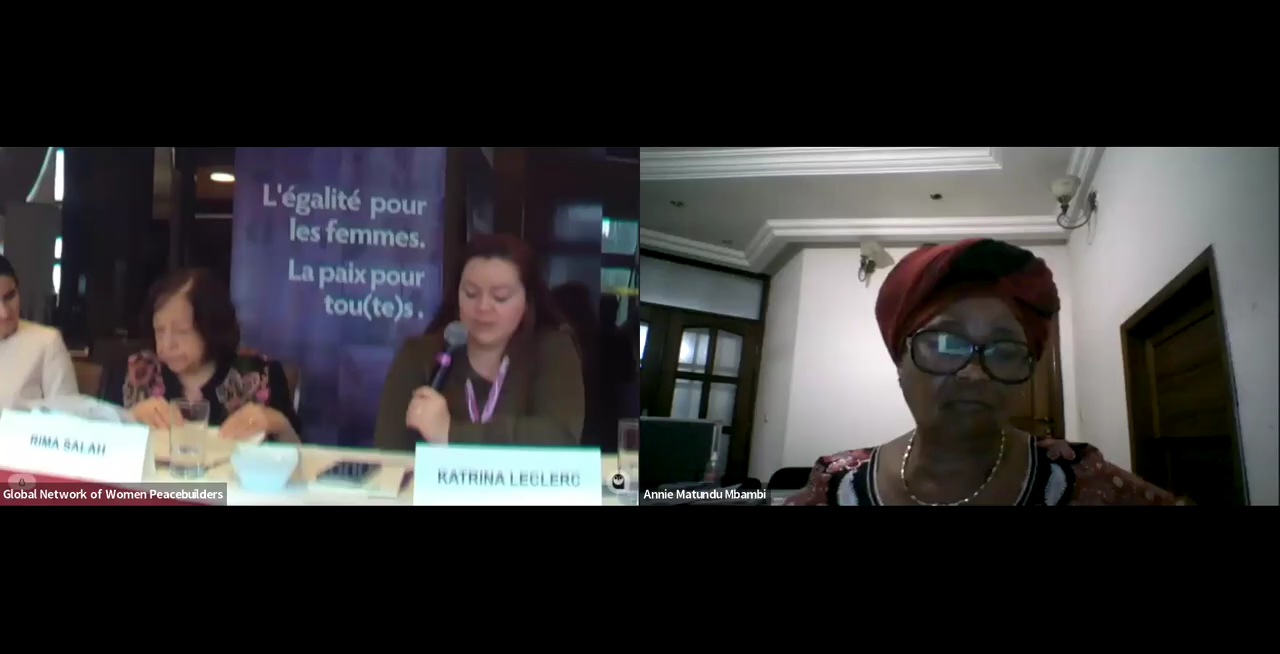 L'égalité pour
les femmes.
La paix pour
tou(te)s.
RIMA SALAH
KATRINA LECLERC
Global Network of Women Peacebuilders
Annie Matundu Mbambi